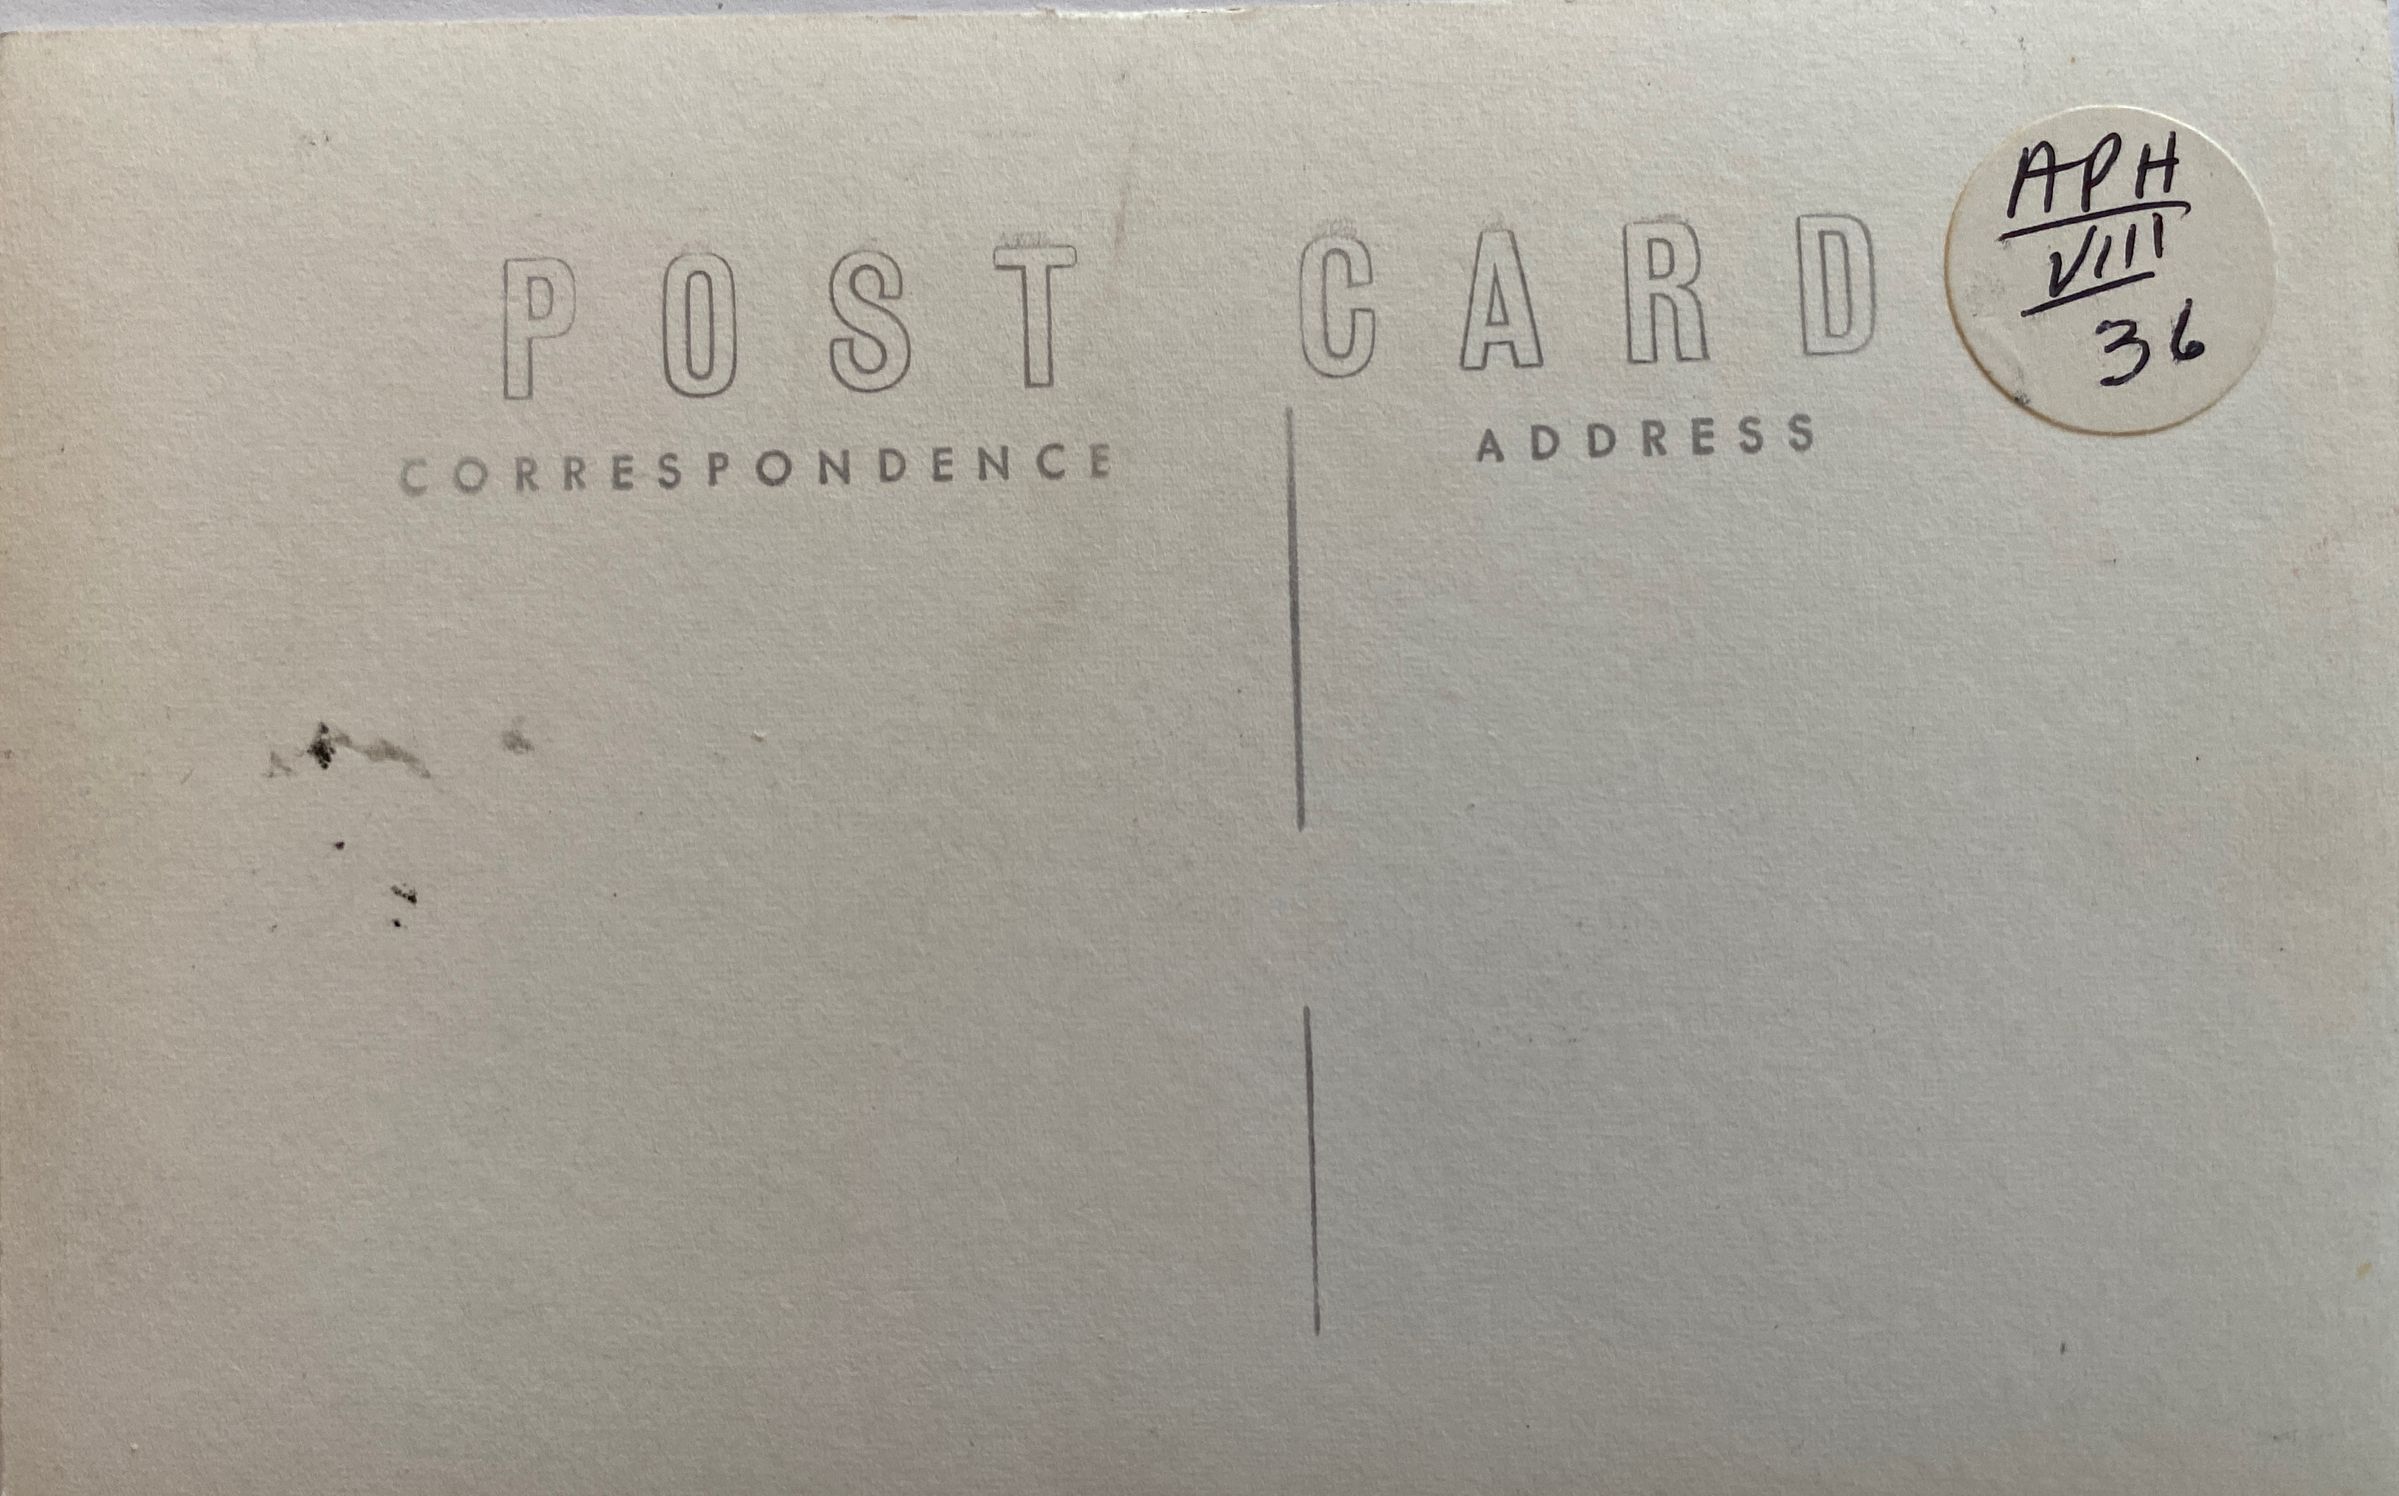 POST CARD
CORRESPONDENCE
ADDRESS
APH
VIII
36